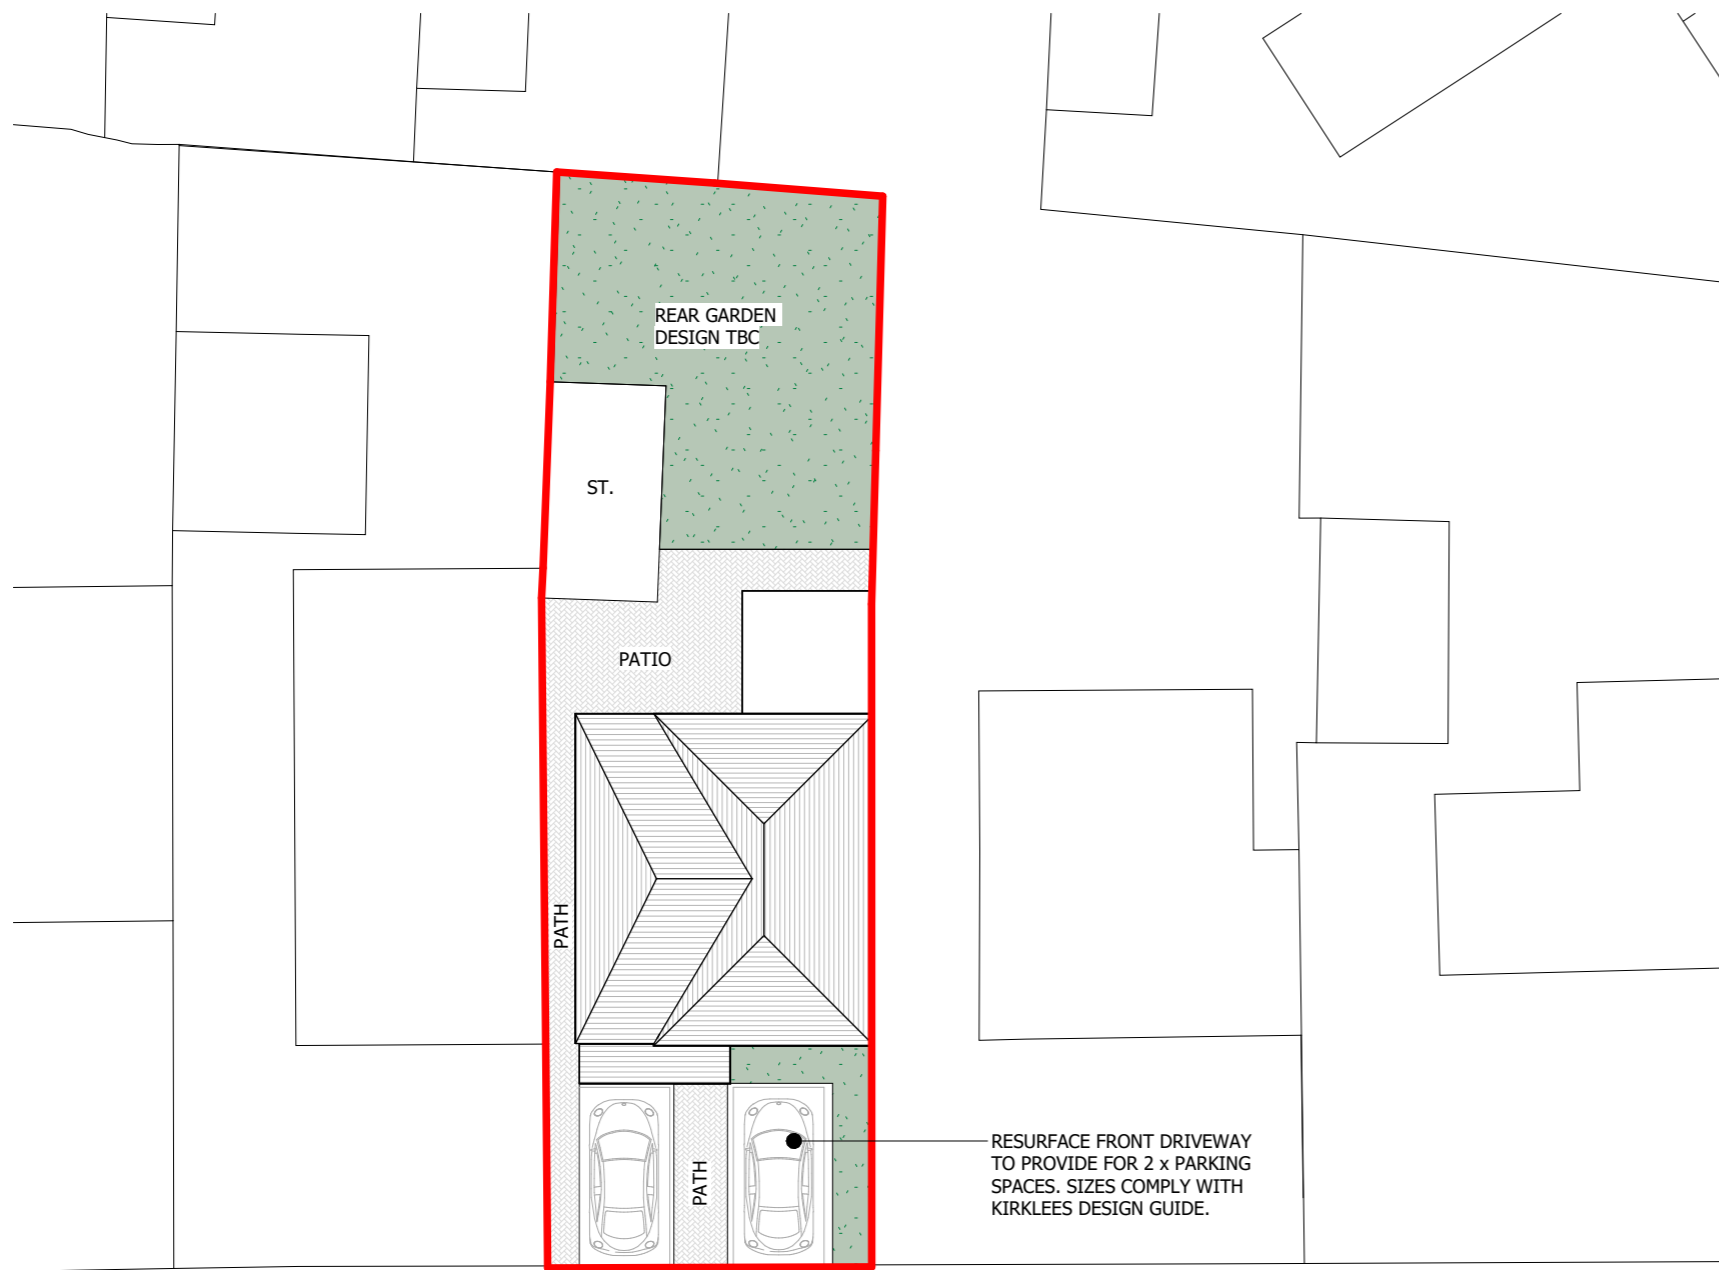 REAR GARDEN
DESIGN TBC
ST.
PATIO
PATH
PATH
RESURFACE FRONT DRIVEWAY
TO PROVIDE FOR 2 x PARKING
SPACES. SIZES COMPLY WITH
KIRKLEES DESIGN GUIDE.